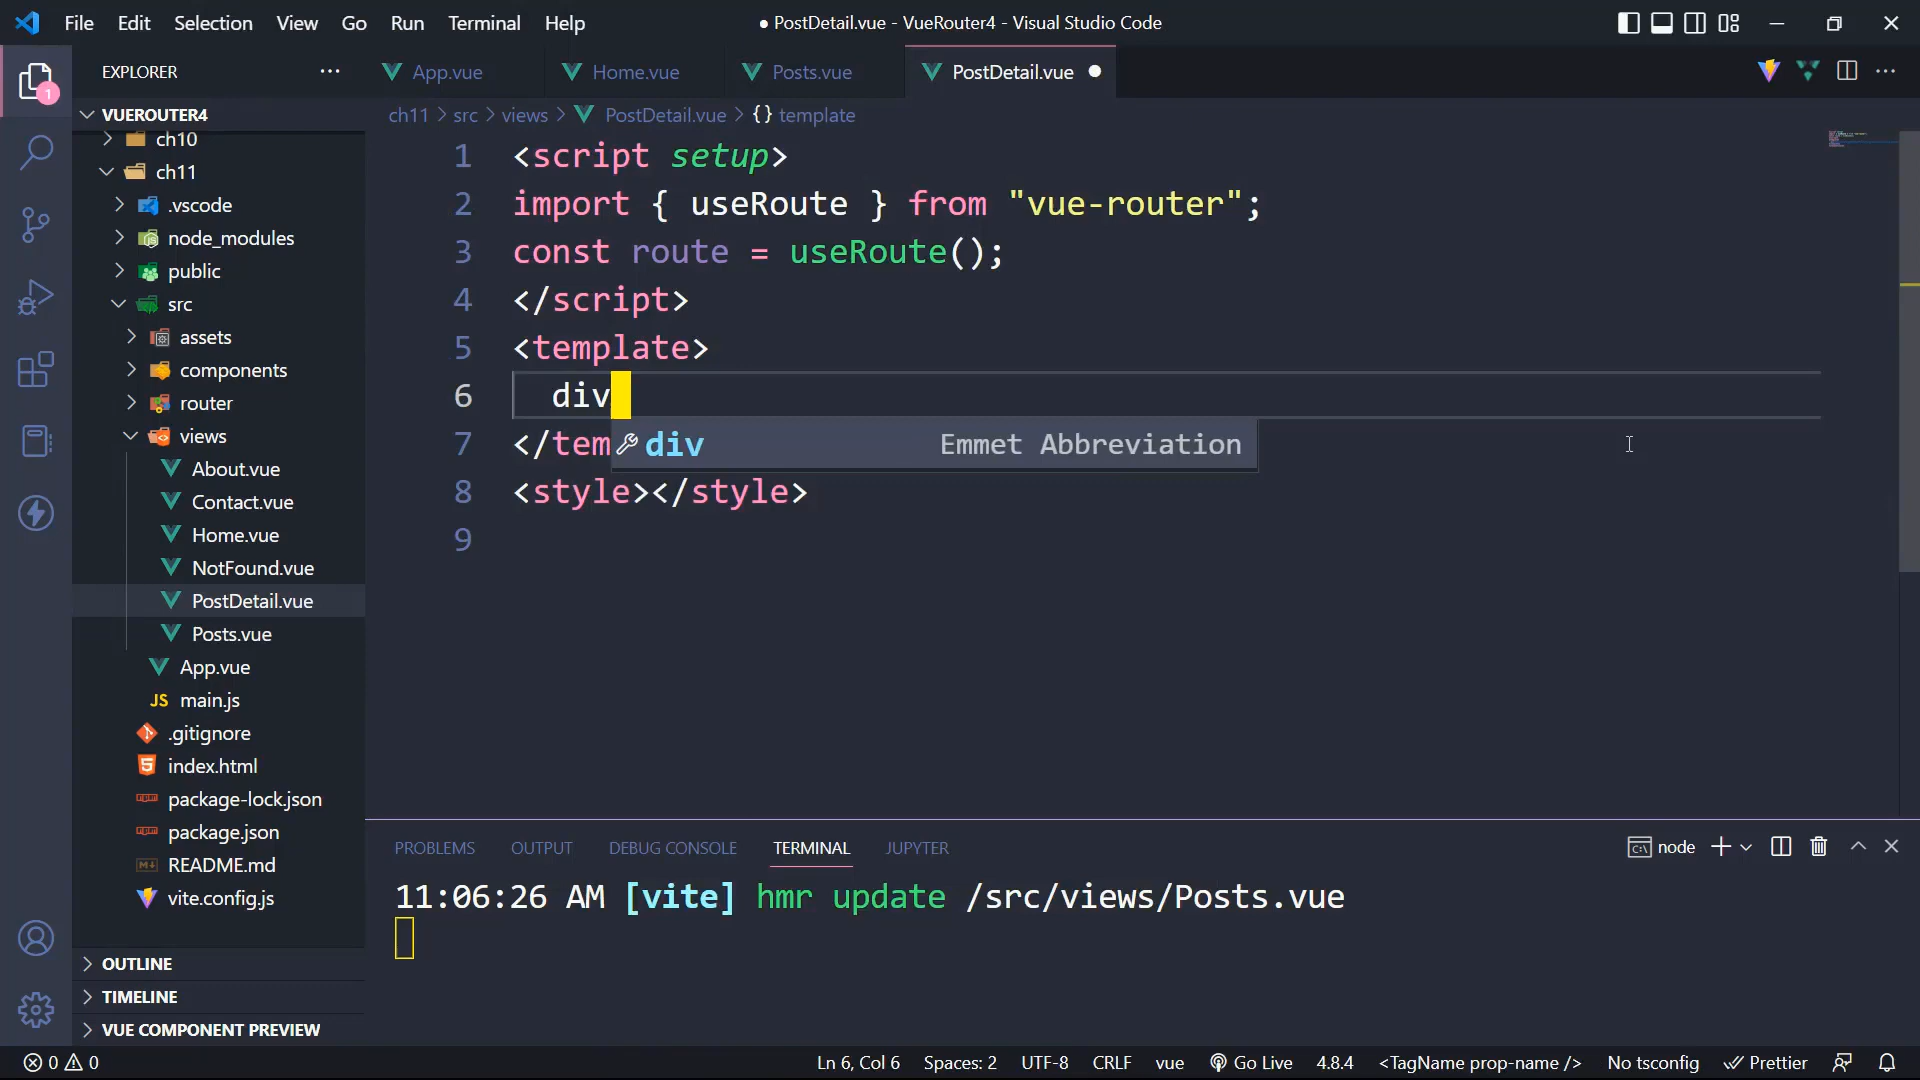 File Edit Selection View Go Run Terminal Help
● PostDetail.vue - VueRouter4 - Visual Studio Code
EXPLORER
App.vue Home.vue Posts.vue PostDetail.vue
1
VUEROUTER4
ch11 > src > views > PostDetail.vue > {} template
ch10
ch11
.vscode
node_modules
public
src
assets
components
router
views
About.vue
Contact.vue
Home.vue
NotFound.vue
PostDetail.vue
Posts.vue
App.vue
JS main.js
.gitignore
index.html
package-lock.json
package.json
README.md
vite.config.js
OUTLINE
TIMELINE
VUE COMPONENT PREVIEW
1 <script setup>
2 import { useRoute } from "vue-router";
3 const route = useRoute();
4 </script>
5 <template>
6 div
7 </tem
div Emmet Abbreviation
8 <style></style>
9
PROBLEMS OUTPUT DEBUG CONSOLE TERMINAL JUPYTER
node
11:06:26 AM [vite] hmr update /src/views/Posts.vue
0 0 Ln 6, Col 6 Spaces: 2 UTF-8 CRLF vue Go Live 4.8.4 <TagName prop-name /> No tsconfig Prettier